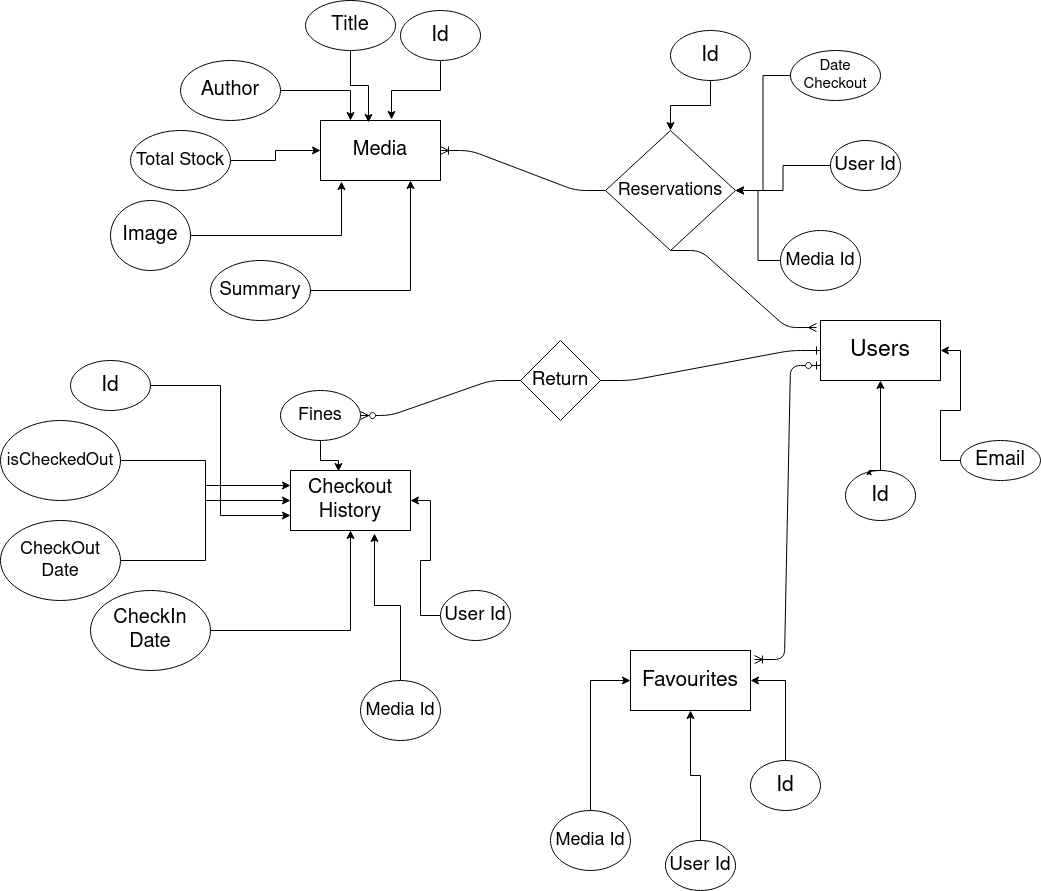 Title
Id
Id
Date
Checkout
Author
Media
Total Stock
User Id
Reservations
Image
Media Id
Summary
Users
Return
Id
Fines
isCheckedOut
Email
Checkout
History
Id
CheckOut
Date
CheckIn
Date
User Id
Favourites
Media Id
Id
Media Id
User Id